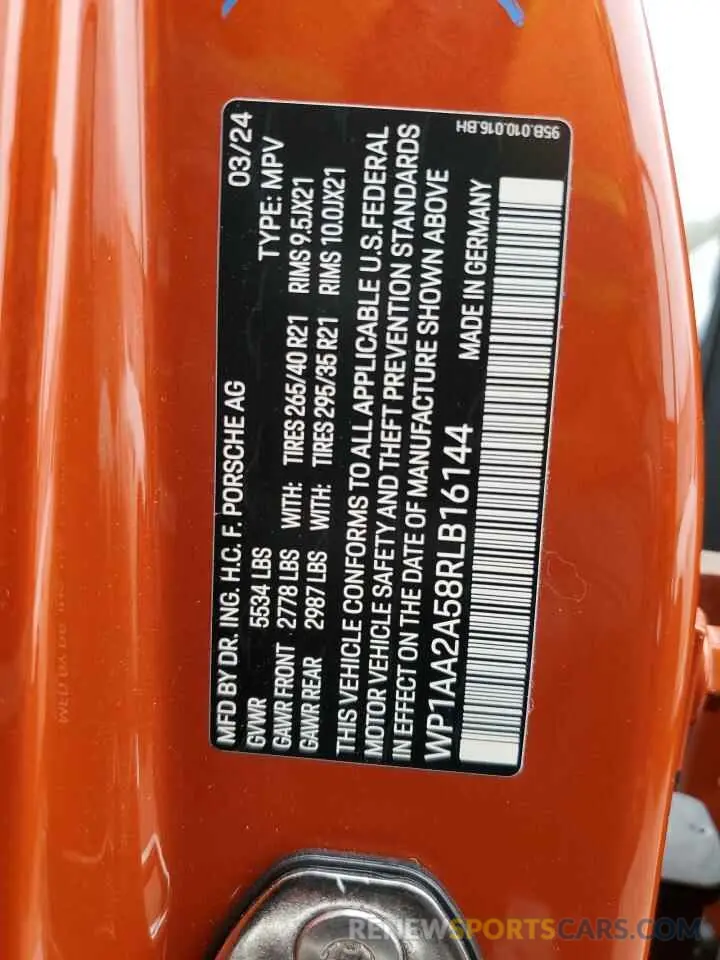 MFD BY DR. ING. H.C. F. PORSCHE AG 03/24
GVWR 5534 LBS TYPE: MPV
GAWR FRONT 2778 LBS WITH: TIRES 265/40 R21 RIMS 9.5JX21
GAWR REAR 2987 LBS WITH: TIRES 295/35 R21 RIMS 10.0JX21
THIS VEHICLE CONFORMS TO ALL APPLICABLE U.S. FEDERAL
MOTOR VEHICLE SAFETY AND THEFT PREVENTION STANDARDS
IN EFFECT ON THE DATE OF MANUFACTURE SHOWN ABOVE
WP1AA2A58RLB16144 MADE IN GERMANY
95B.010.016.BH
RENEWSPORTSCARS.COM